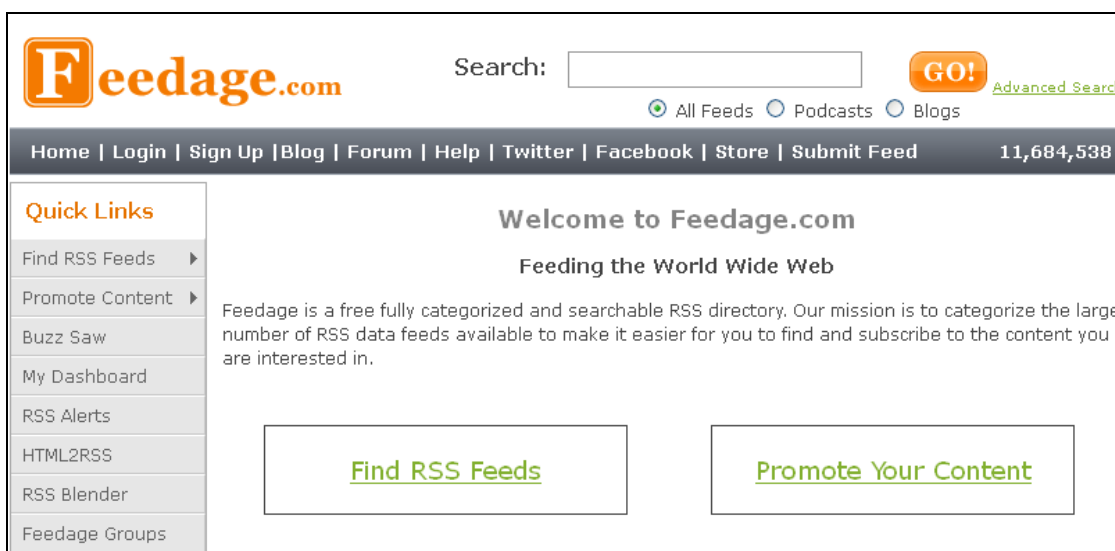 Feedage.com
Search:
GO!
Advanced Searc
All Feeds Podcasts Blogs
Home | Login | Sign Up |Blog | Forum | Help | Twitter | Facebook | Store | Submit Feed 11,684,538
Quick Links
Find RSS Feeds
Promote Content
Buzz Saw
My Dashboard
RSS Alerts
HTML2RSS
RSS Blender
Feedage Groups
Welcome to Feedage.com
Feeding the World Wide Web
Feedage is a free fully categorized and searchable RSS directory. Our mission is to categorize the large
number of RSS data feeds available to make it easier for you to find and subscribe to the content you
are interested in.
Find RSS Feeds
Promote Your Content